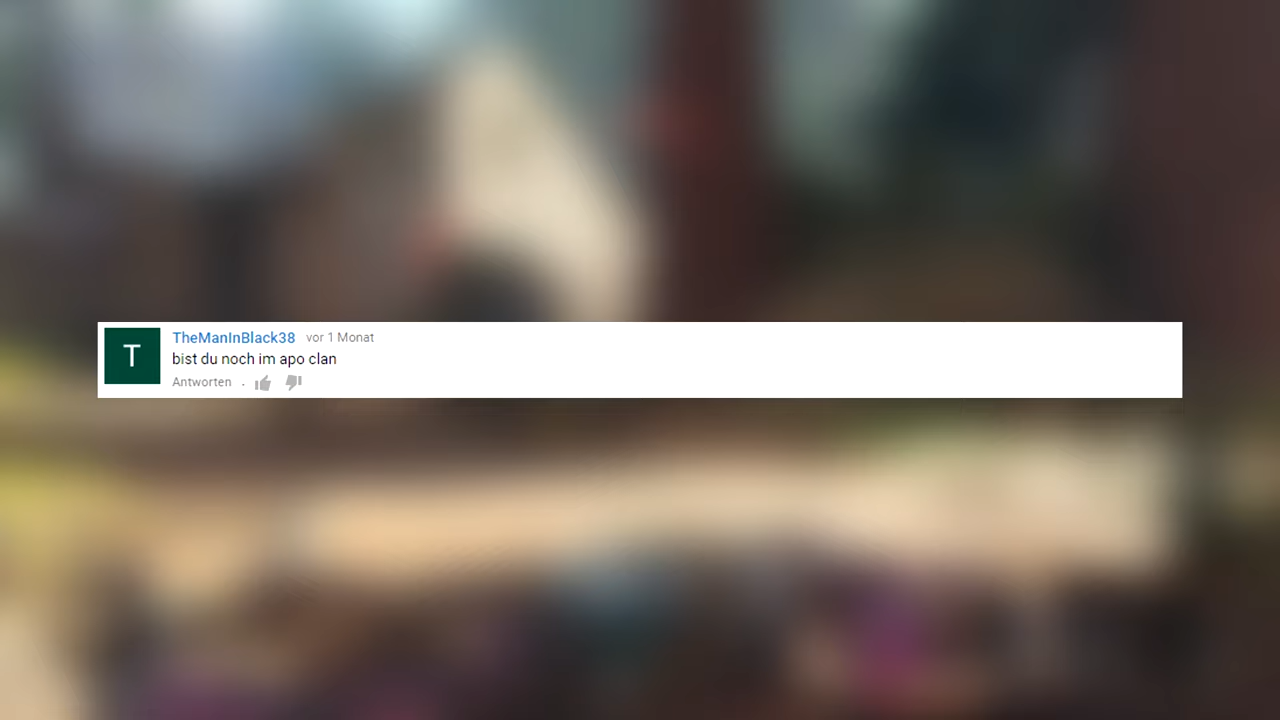 T
TheManInBlack38 vor 1 Monat
bist du noch im apo clan
Antworten .